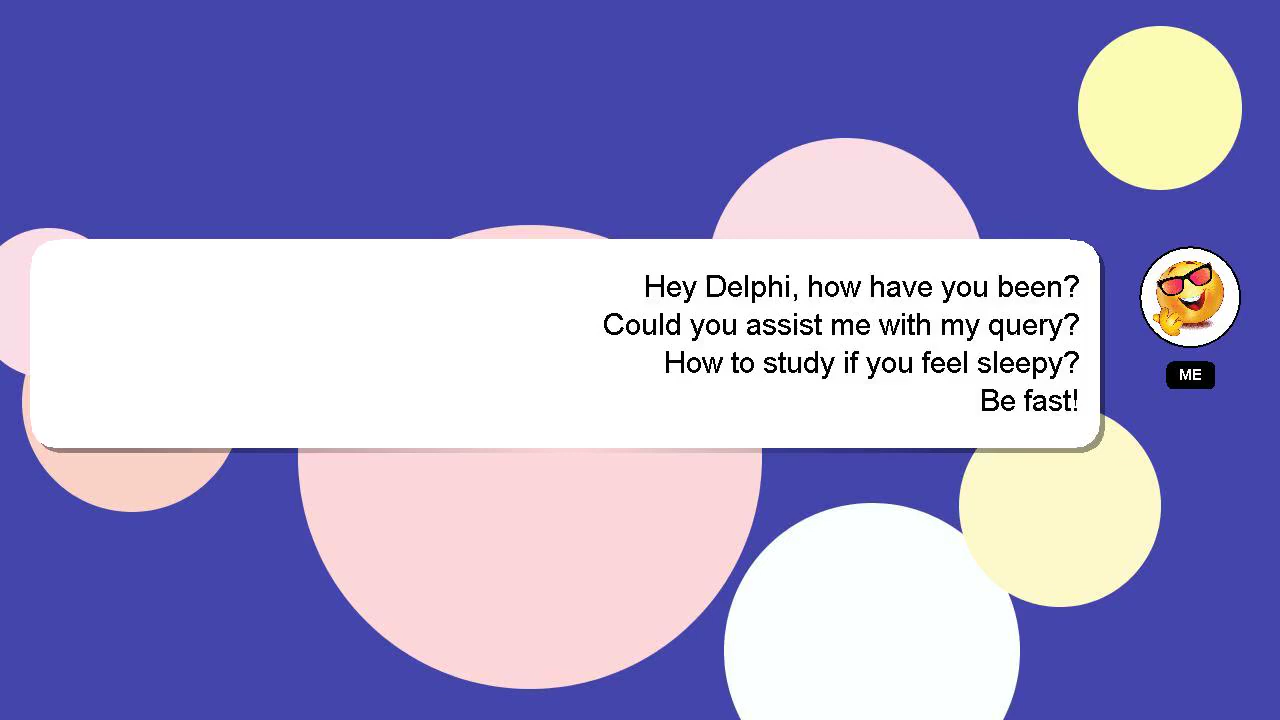 Hey Delphi, how have you been?
Could you assist me with my query?
How to study if you feel sleepy?
Be fast!
ME